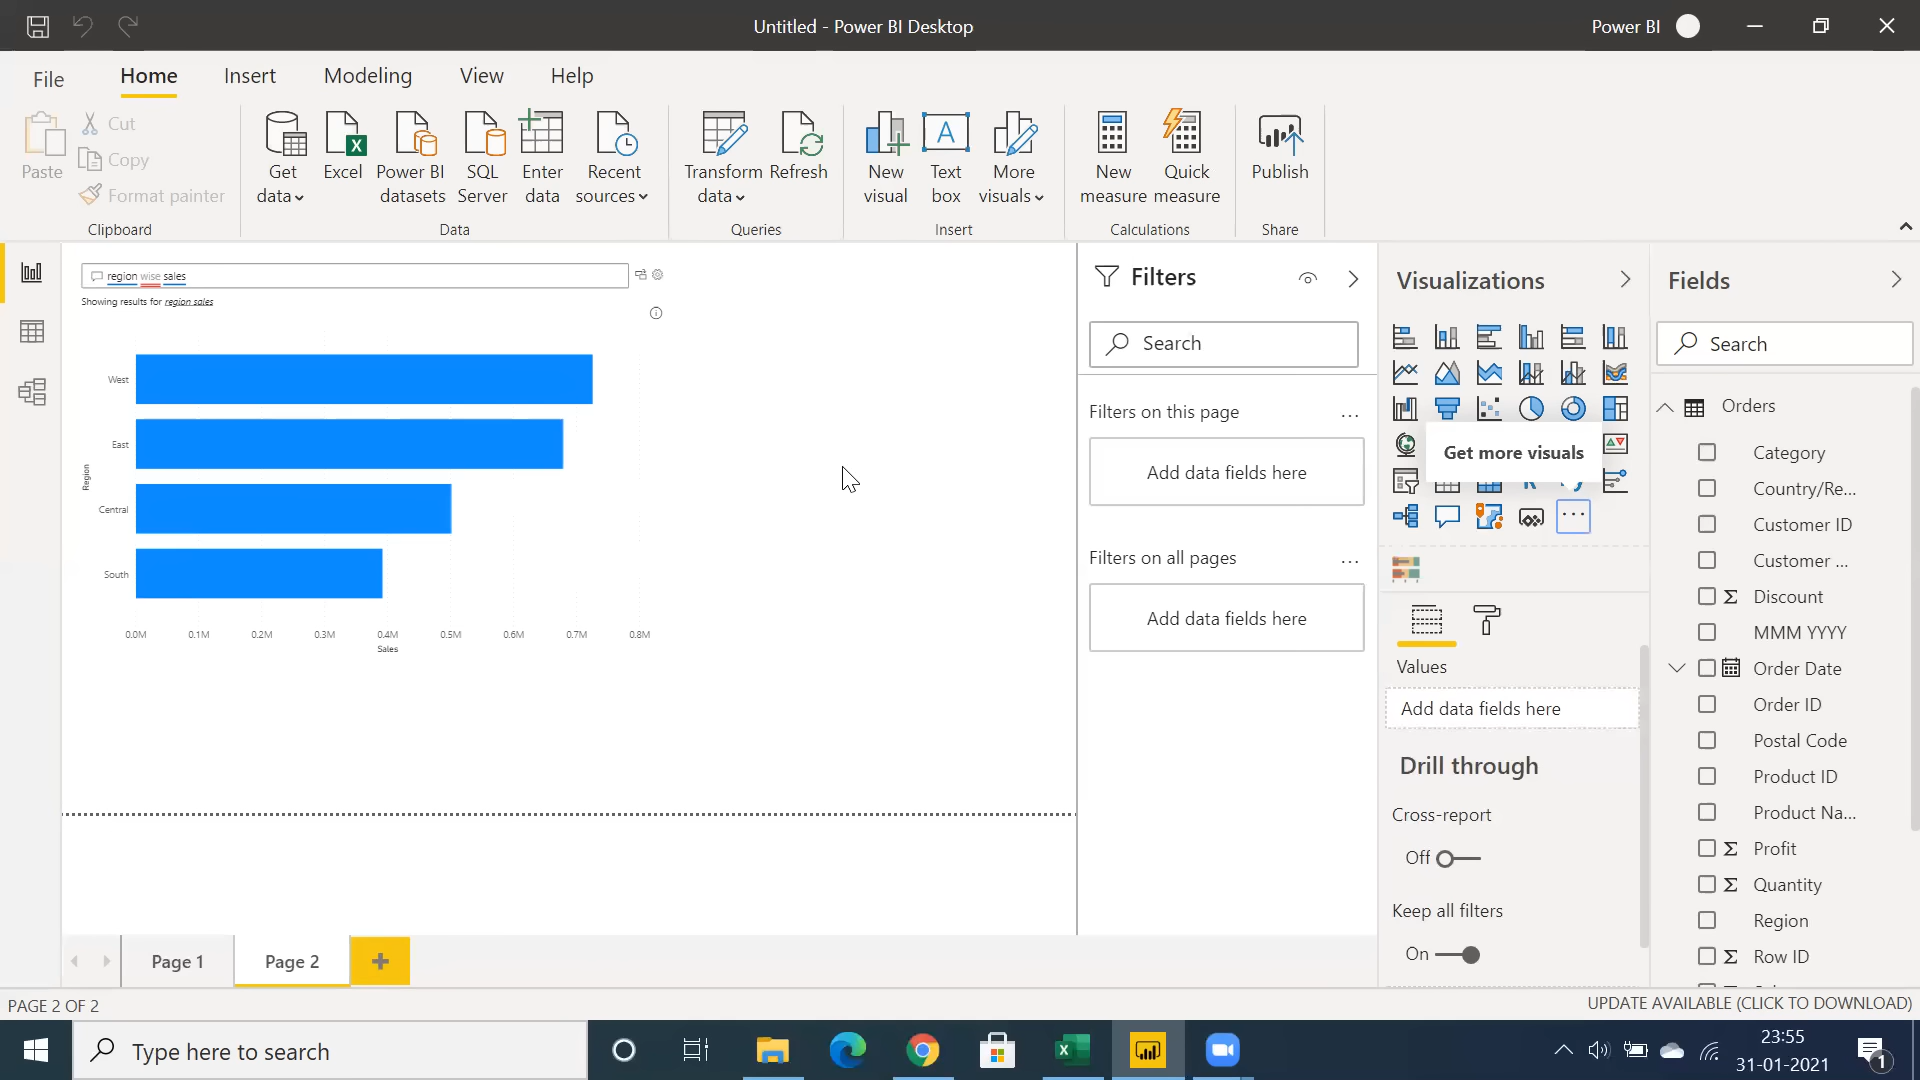 Untitled - Power BI Desktop
Power BI
File
Home
Insert
Modeling
View
Help
Paste
Cut
Copy
Format painter
Clipboard
Get data
Excel
Power BI datasets
SQL Server
Enter data
Recent sources
Data
Transform data
Refresh
Queries
New visual
A
Text box
More visuals
Insert
New measure
Quick measure
Calculations
Publish
Share
region wise sales
Showing results for region sales
Region
West
East
Central
South
0.0M
0.1M
0.2M
0.3M
0.4M
0.5M
0.6M
0.7M
0.8M
Sales
Filters
Search
Filters on this page
...
Add data fields here
Filters on all pages
...
Add data fields here
Visualizations
Get more visuals
...
Values
Add data fields here
Drill through
Cross-report
Off
Keep all filters
On
Fields
Search
Orders
Category
Country/Re...
Customer ID
Customer ...
Σ Discount
MMM YYYY
Order Date
Order ID
Postal Code
Product ID
Product Na...
Σ Profit
Σ Quantity
Region
Σ Row ID
Page 1
Page 2
+
PAGE 2 OF 2
UPDATE AVAILABLE (CLICK TO DOWNLOAD)
Type here to search
23:55
31-01-2021
1